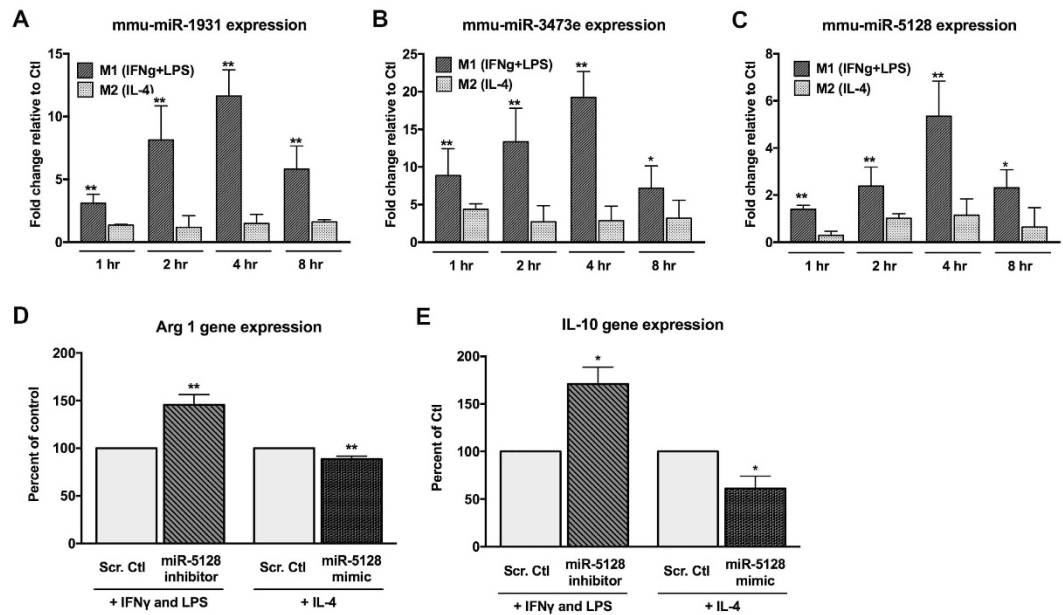 A
mmu-miR-1931 expression
Fold change relative to Ctl
15
10
5
0
M1 (IFNg+LPS)
M2 (IL-4)
**
**
**
**
1 hr
2 hr
4 hr
8 hr
B
mmu-miR-3473e expression
Fold change relative to Ctl
25
20
15
10
5
0
M1 (IFNg+LPS)
M2 (IL-4)
**
**
**
*
1 hr
2 hr
4 hr
8 hr
C
mmu-miR-5128 expression
Fold change relative to Ctl
8
6
4
2
0
M1 (IFNg+LPS)
M2 (IL-4)
**
**
**
*
1 hr
2 hr
4 hr
8 hr
D
Arg 1 gene expression
Percent of control
200
150
100
50
0
**
**
Scr. Ctl
miR-5128
inhibitor
Scr. Ctl
miR-5128
mimic
+ IFNγ and LPS
+ IL-4
E
IL-10 gene expression
Percent of Ctl
200
150
100
50
0
*
*
Scr. Ctl
miR-5128
inhibitor
Scr. Ctl
miR-5128
mimic
+ IFNγ and LPS
+ IL-4